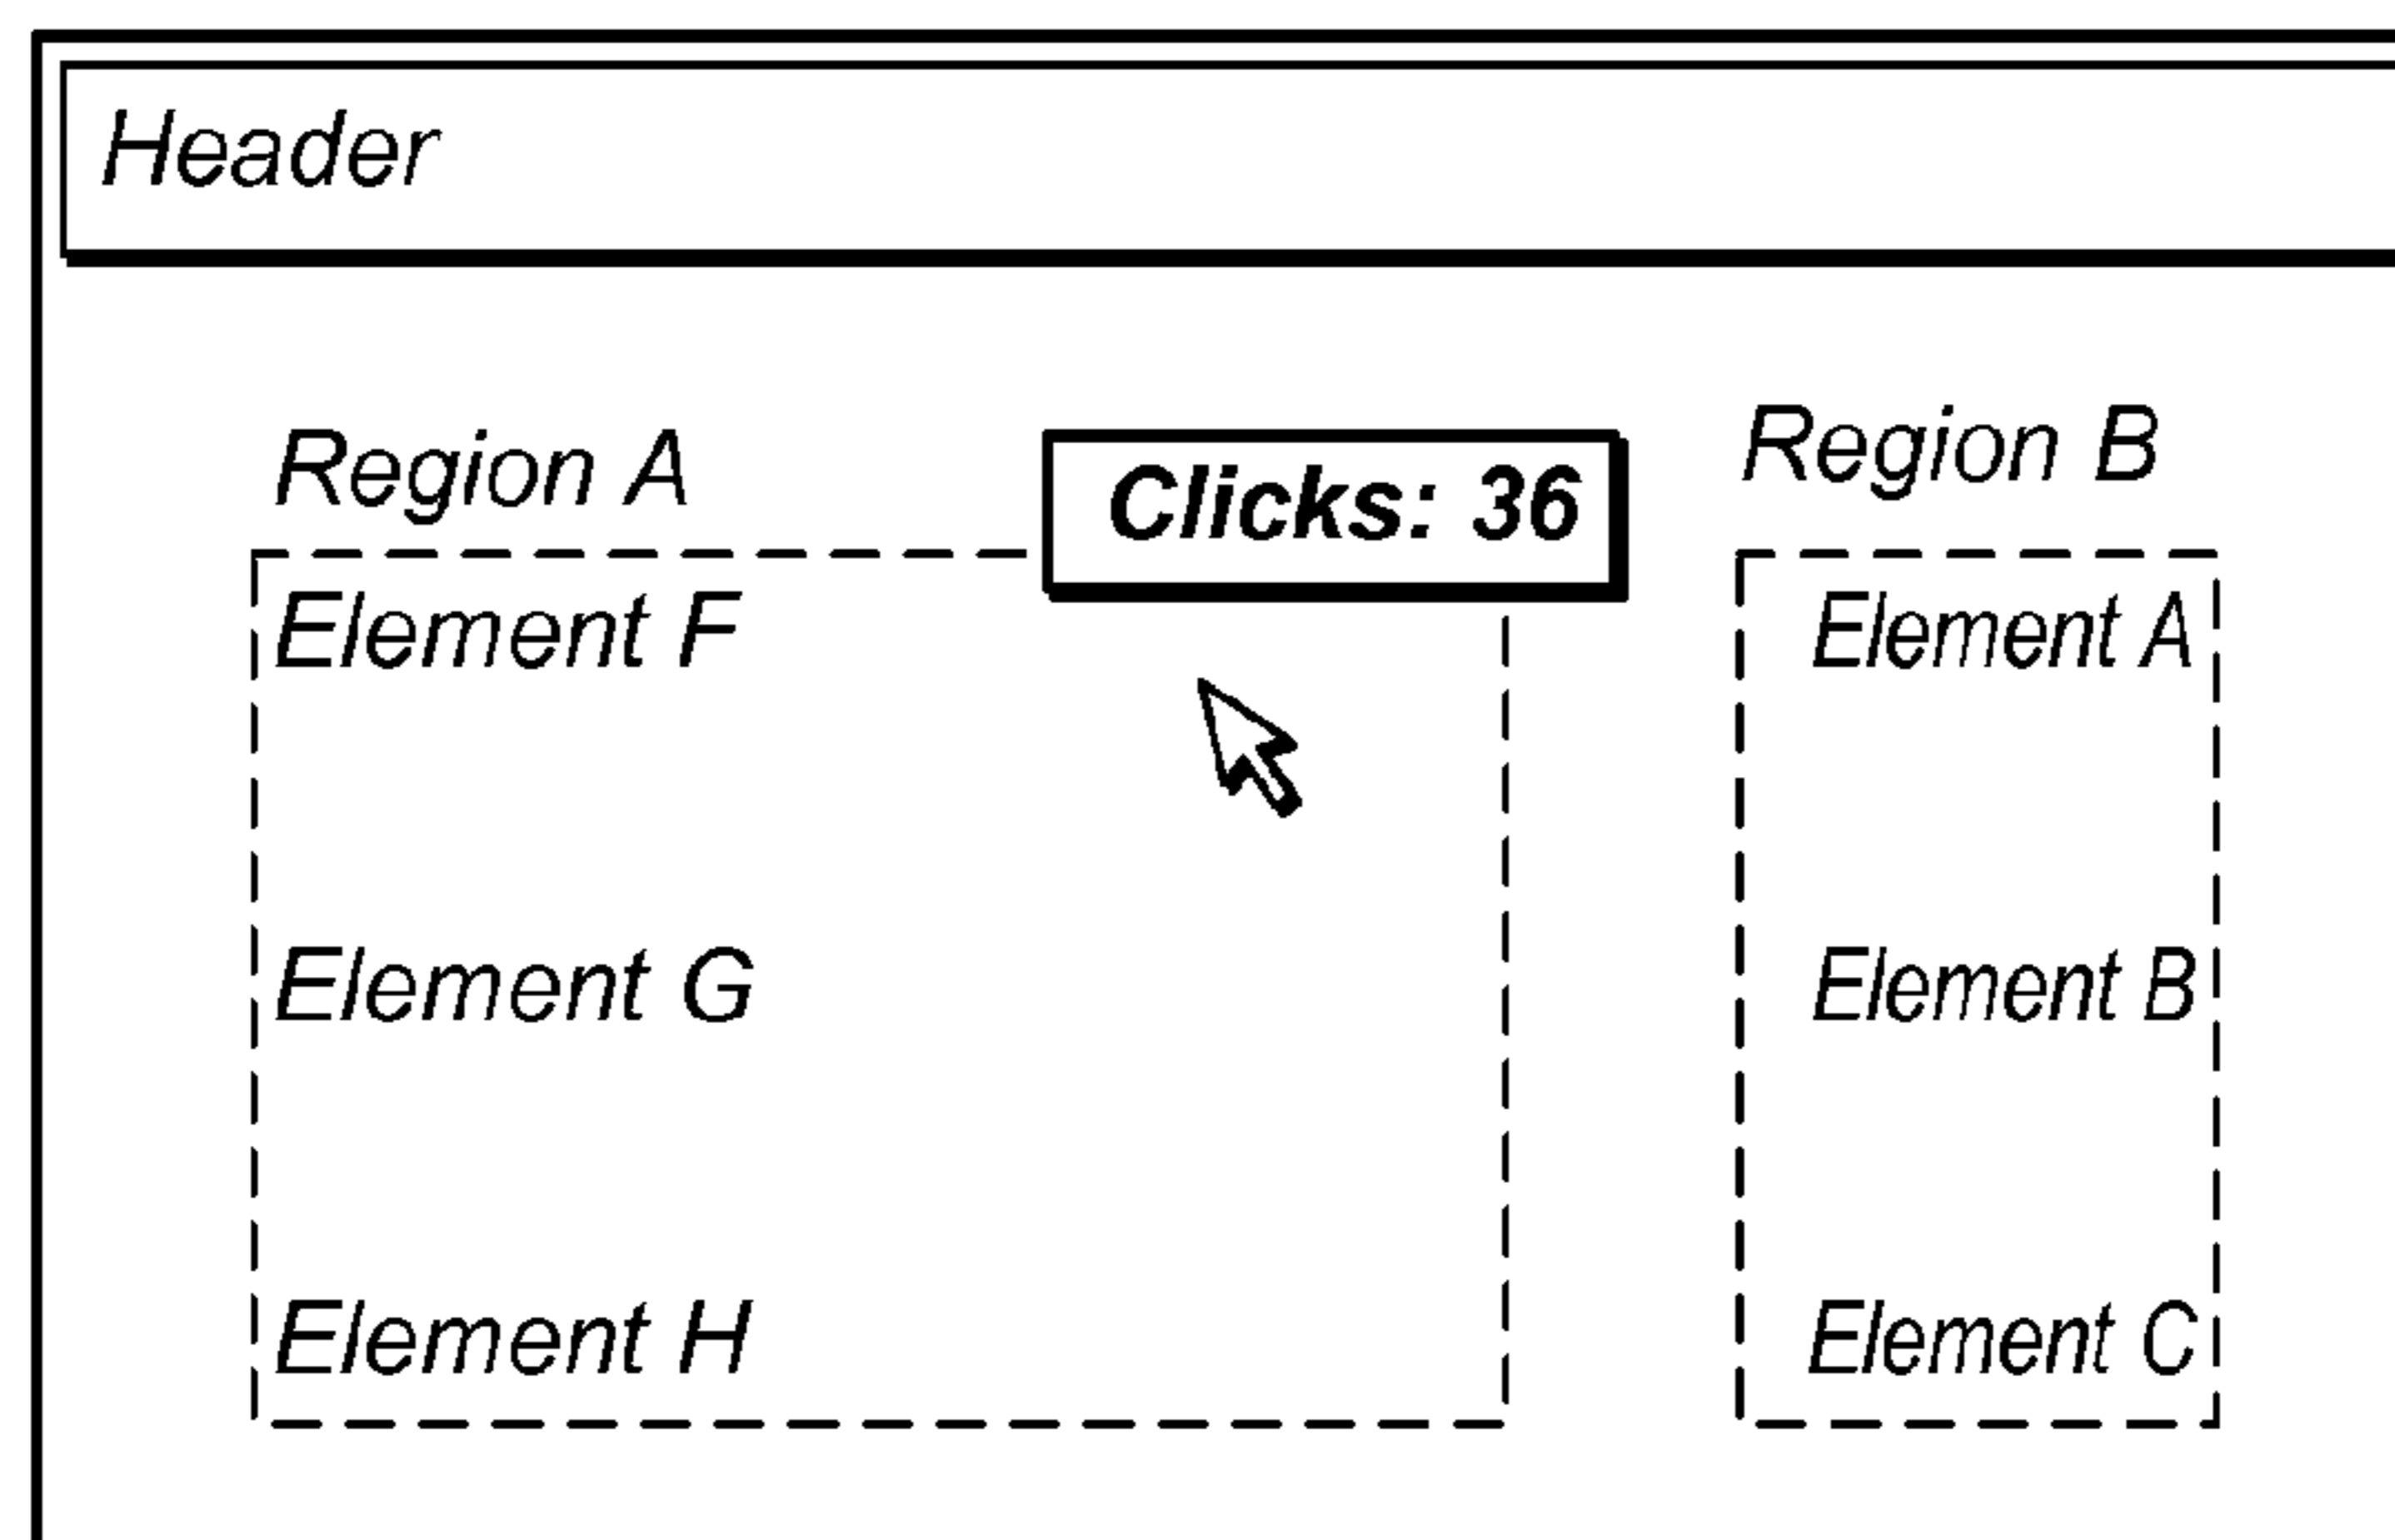 Header
Region A
Clicks: 36
Element F
Element G
Element H
Region B
Element A
Element B
Element C